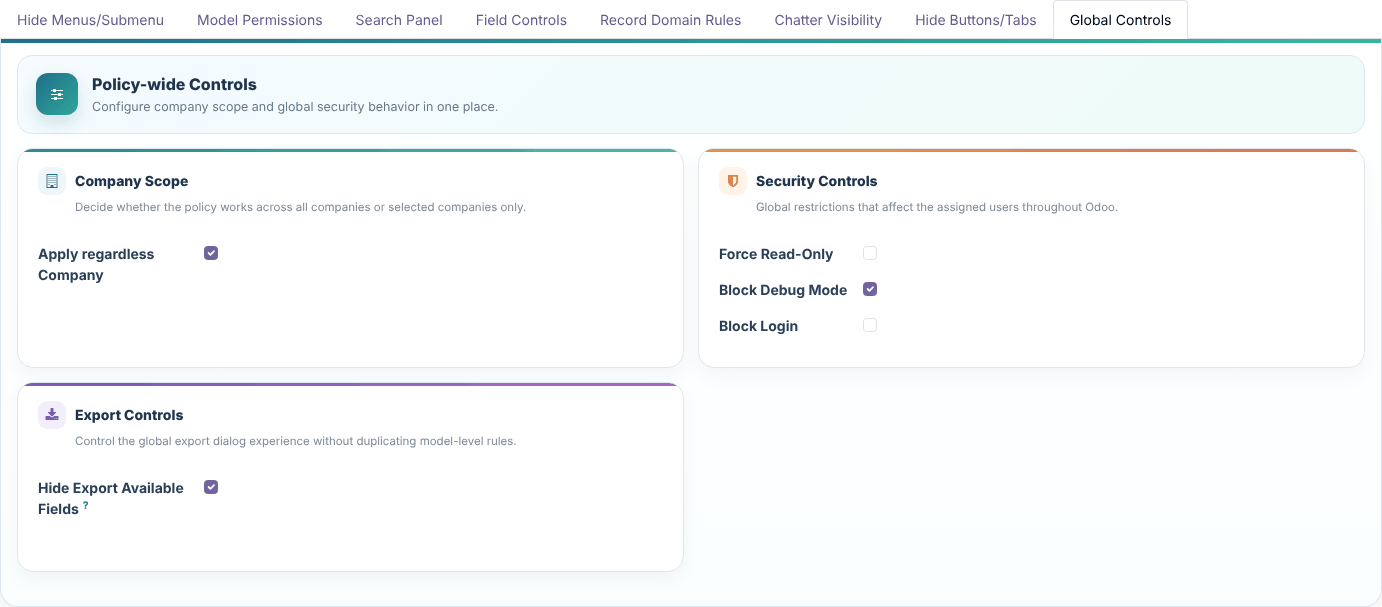 Hide Menus/Submenu Model Permissions Search Panel Field Controls Record Domain Rules Chatter Visibility Hide Buttons/Tabs Global Controls
Policy-wide Controls
Configure company scope and global security behavior in one place.
Company Scope
Decide whether the policy works across all companies or selected companies only.
Apply regardless
Company
Security Controls
Global restrictions that affect the assigned users throughout Odoo.
Force Read-Only
Block Debug Mode
Block Login
Export Controls
Control the global export dialog experience without duplicating model-level rules.
Hide Export Available
Fields ?